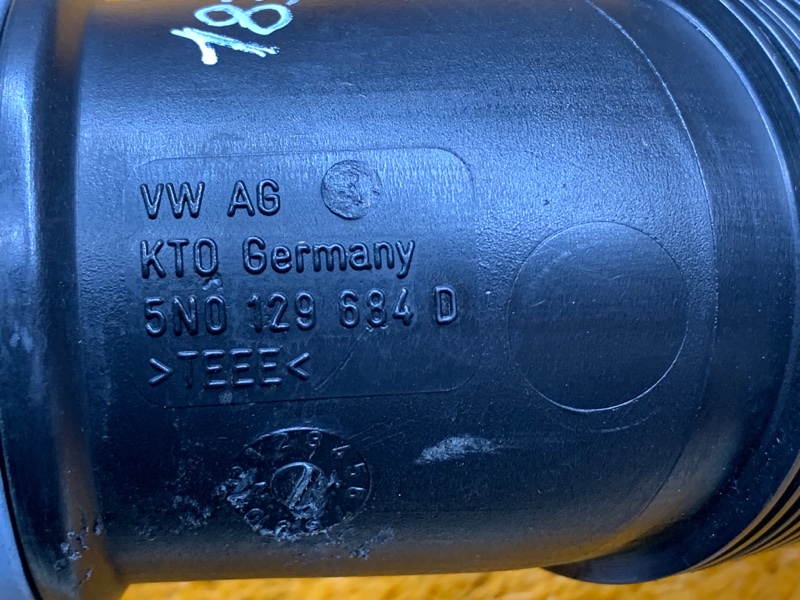 VW AG
KTO Germany
5N0 129 684 D
>TEEE<